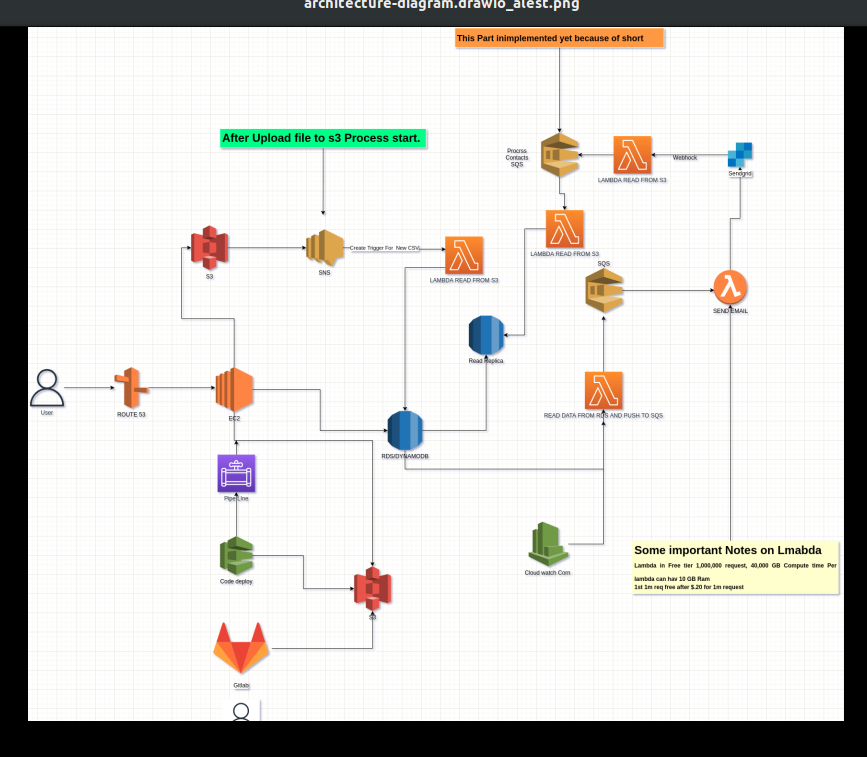 architecture-diagram.drawio_alest.png
This Part inimplemented yet because of short
After Upload file to s3 Process start.
Procrss
Contacts
SQS
LAMBDA READ FROM S3
Webhock
Sendgrid
LAMBDA READ FROM S3
SQS
S3
SNS
Create Trigger For New CSV
LAMBDA READ FROM S3
SEND EMAIL
Read Replica
User
ROUTE 53
EC2
READ DATA FROM RDS AND PUSH TO SQS
RDS/DYNAMODB
Pipe Line
Code deploy
Cloud watch Corn
S3
Gitlab
Some important Notes on Lmabda
Lambda in Free tier 1,000,000 request, 40,000 GB Compute time Per
lambda can hav 10 GB Ram
1st 1m req free after $.20 for 1m request